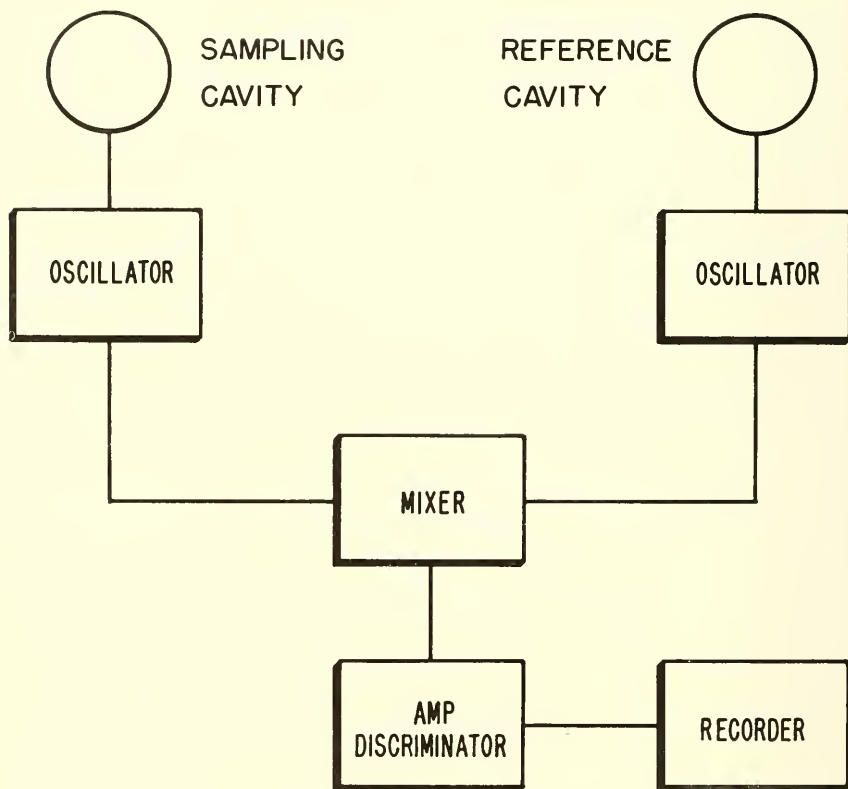 SAMPLING
CAVITY
REFERENCE
CAVITY
OSCILLATOR
OSCILLATOR
MIXER
AMP
DISCRIMINATOR
RECORDER